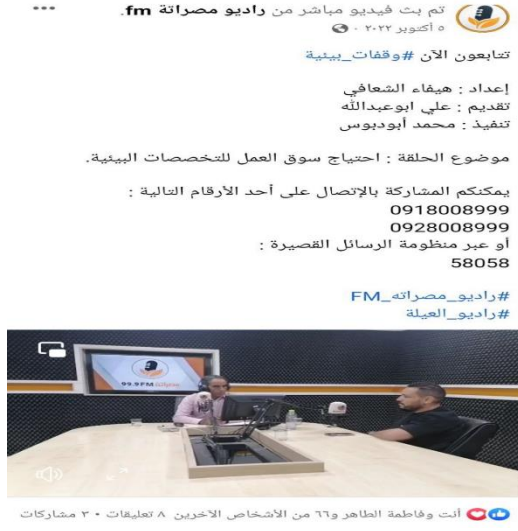 تم بث فيديو مباشر من راديو مصراتة fm.
٥ أكتوبر ٢٠٢٢ ·
تتابعون الآن #وقفات_بيئية
إعداد : هيفاء الشعافي
تقديم : علي ابوعبدالله
تنفيذ : محمد أبودبوس
موضوع الحلقة : احتياج سوق العمل للتخصصات البيئية.
يمكنكم المشاركة بالإتصال على أحد الأرقام التالية :
0918008999
0928008999
أو عبر منظومة الرسائل القصيرة :
58058
#راديو_مصراته_FM
#راديو_العيلة
99.9FM
أنت وفاطمة الطاهر و٦٦ من الأشخاص الآخرين ٨ تعليقات • ٣ مشاركات